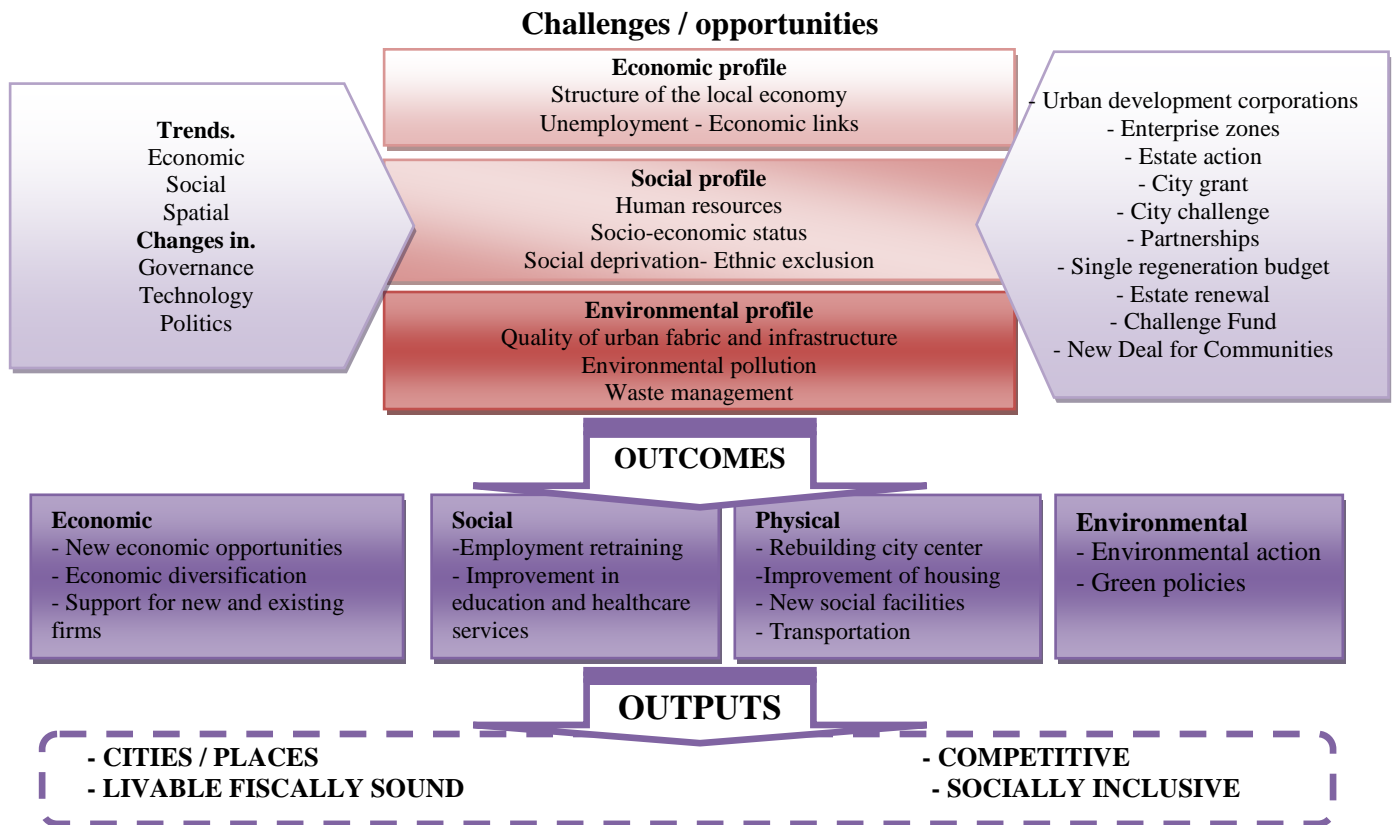 Challenges / opportunities
Trends.
Economic
Social
Spatial
Changes in.
Governance
Technology
Politics
Economic profile
Structure of the local economy
Unemployment - Economic links
Social profile
Human resources
Socio-economic status
Social deprivation- Ethnic exclusion
Environmental profile
Quality of urban fabric and infrastructure
Environmental pollution
Waste management
- Urban development corporations
- Enterprise zones
- Estate action
- City grant
- City challenge
- Partnerships
- Single regeneration budget
- Estate renewal
- Challenge Fund
- New Deal for Communities
OUTCOMES
Economic
- New economic opportunities
- Economic diversification
- Support for new and existing
firms
Social
-Employment retraining
- Improvement in
education and healthcare
services
Physical
- Rebuilding city center
-Improvement of housing
- New social facilities
- Transportation
Environmental
- Environmental action
- Green policies
OUTPUTS
- CITIES / PLACES
- LIVABLE FISCALLY SOUND
- COMPETITIVE
- SOCIALLY INCLUSIVE